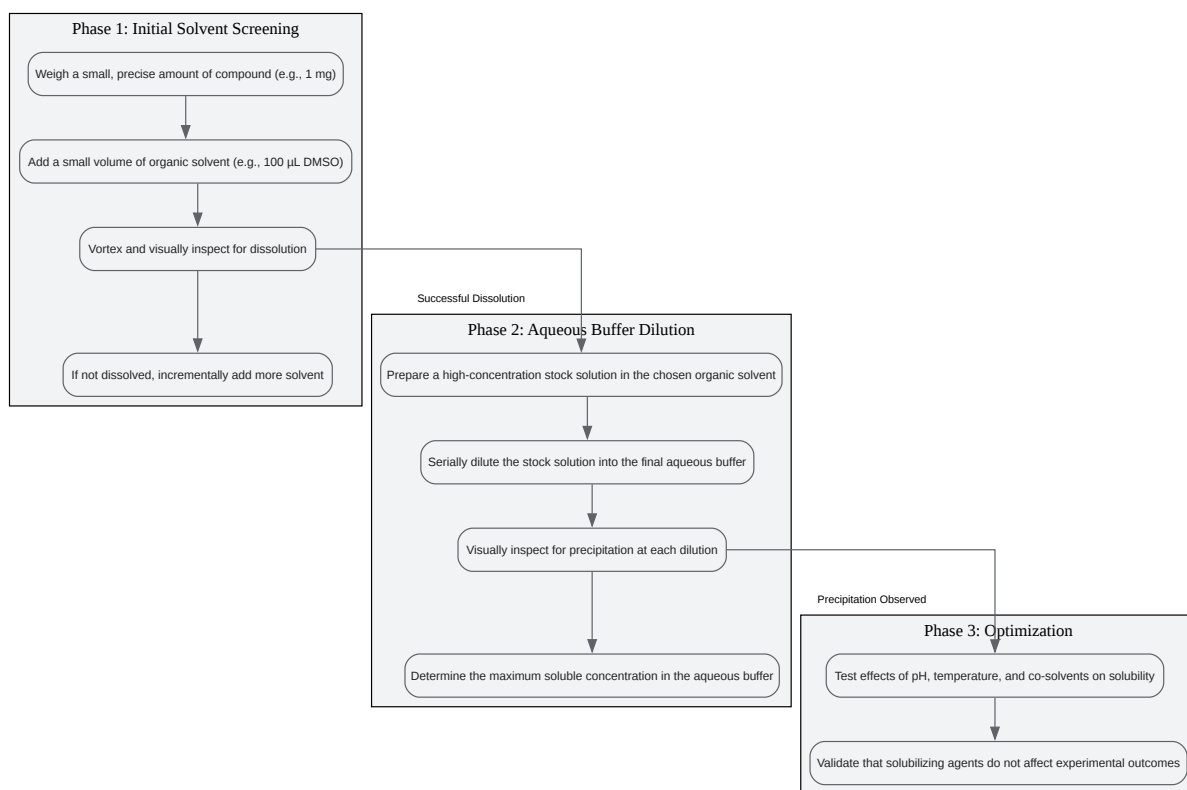 Phase 1: Initial Solvent Screening
Weigh a small, precise amount of compound (e.g., 1 mg)
Add a small volume of organic solvent (e.g., 100 µL DMSO)
Vortex and visually inspect for dissolution
If not dissolved, incrementally add more solvent
Successful Dissolution
Phase 2: Aqueous Buffer Dilution
Prepare a high-concentration stock solution in the chosen organic solvent
Serially dilute the stock solution into the final aqueous buffer
Visually inspect for precipitation at each dilution
Determine the maximum soluble concentration in the aqueous buffer
Precipitation Observed
Phase 3: Optimization
Test effects of pH, temperature, and co-solvents on solubility
Validate that solubilizing agents do not affect experimental outcomes